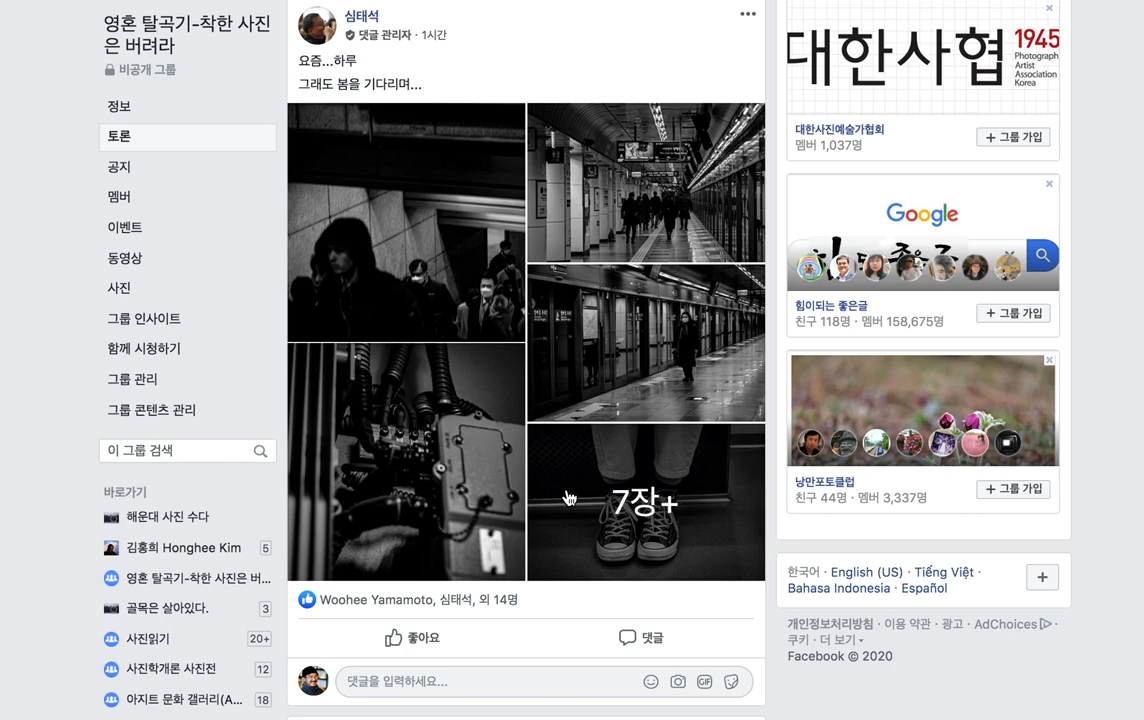 영혼 탈곡기-착한 사진
은 버려라
비공개 그룹
정보
토론
공지
멤버
이벤트
동영상
사진
그룹 인사이트
함께 시청하기
그룹 관리
그룹 콘텐츠 관리
이 그룹 검색
바로가기
해운대 사진 수다
김홍희 Honghee Kim 5
영혼 탈곡기-착한 사진은 버...
골목은 살아있다. 3
사진읽기 20+
사진학개론 사진전 12
아지트 문화 갤러리(A... 18
심태석
댓글 관리자 · 1시간
요즘...하루
그래도 봄을 기다리며...
7장+
Woohee Yamamoto, 심태석, 외 14명
좋아요 댓글
댓글을 입력하세요...
GIF
대한사협 1945
Photograph
Artist
Association
Korea
대한사진예술가협회
멤버 1,037명
+ 그룹 가입
Google
힘이되는 좋은글
친구 118명 · 멤버 158,675명
+ 그룹 가입
낭만포토클럽
친구 44명 · 멤버 3,337명
+ 그룹 가입
한국어 · English (US) · Tiếng Việt ·
Bahasa Indonesia · Español
개인정보처리방침 · 이용 약관 · 광고 · AdChoices ·
쿠키 · 더 보기
Facebook © 2020